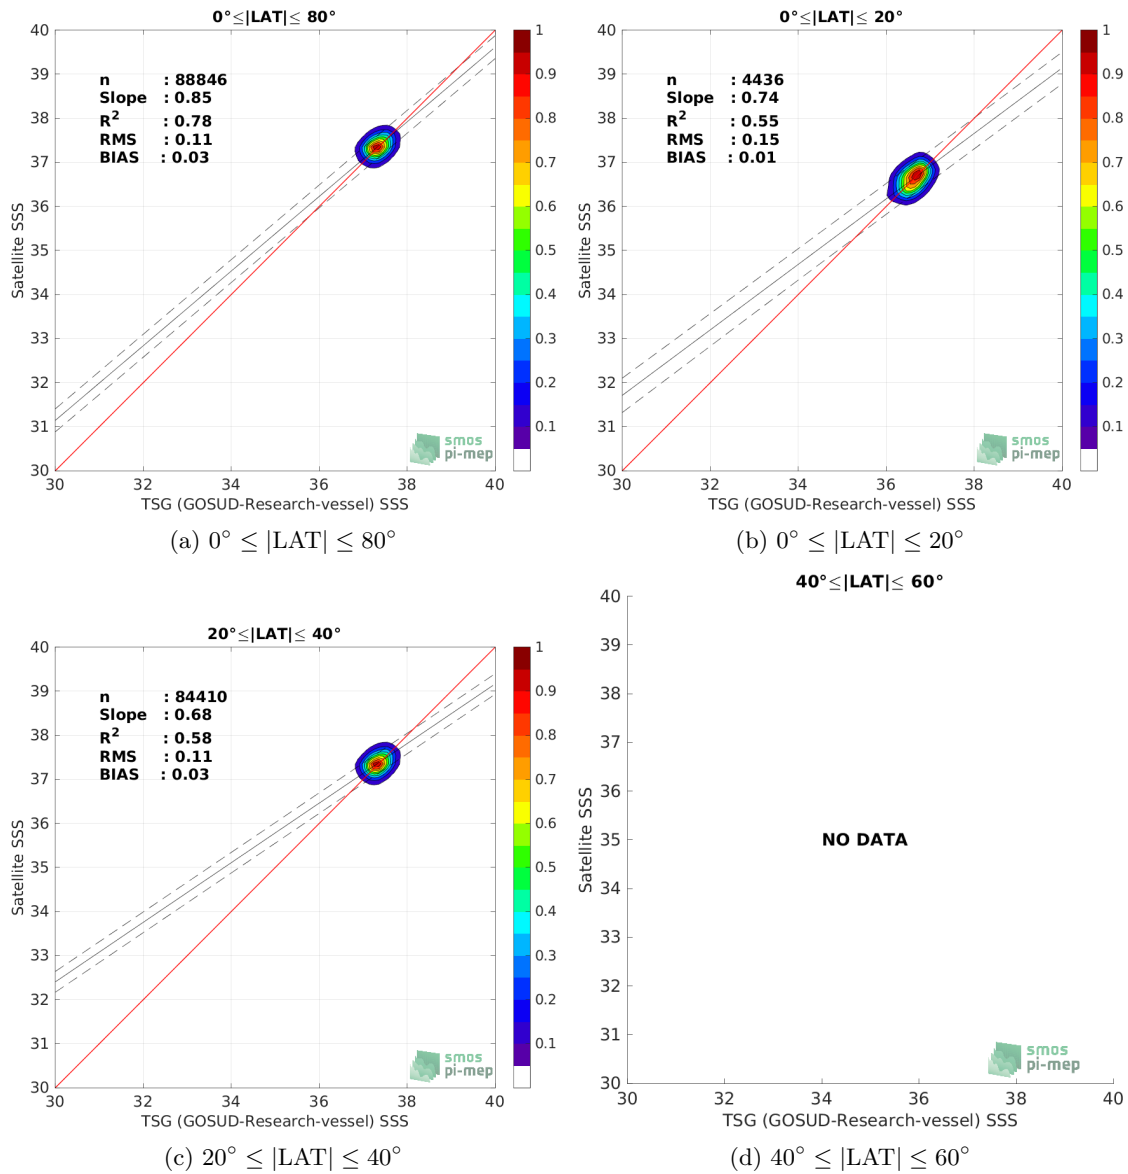 0°≤|LAT|≤ 80°
40
39
38
37
36
35
34
33
32
31
30
Satellite SSS
n : 88846
Slope : 0.85
R² : 0.78
RMS : 0.11
BIAS : 0.03
smos
pi-mep
30 32 34 36 38 40
TSG (GOSUD-Research-vessel) SSS
1
0.9
0.8
0.7
0.6
0.5
0.4
0.3
0.2
0.1
(a) 0° ≤ |LAT| ≤ 80°
0°≤|LAT|≤ 20°
40
39
38
37
36
35
34
33
32
31
30
Satellite SSS
n : 4436
Slope : 0.74
R² : 0.55
RMS : 0.15
BIAS : 0.01
smos
pi-mep
30 32 34 36 38 40
TSG (GOSUD-Research-vessel) SSS
1
0.9
0.8
0.7
0.6
0.5
0.4
0.3
0.2
0.1
(b) 0° ≤ |LAT| ≤ 20°
20°≤|LAT|≤ 40°
40
39
38
37
36
35
34
33
32
31
30
Satellite SSS
n : 84410
Slope : 0.68
R² : 0.58
RMS : 0.11
BIAS : 0.03
smos
pi-mep
30 32 34 36 38 40
TSG (GOSUD-Research-vessel) SSS
1
0.9
0.8
0.7
0.6
0.5
0.4
0.3
0.2
0.1
(c) 20° ≤ |LAT| ≤ 40°
40°≤|LAT|≤ 60°
40
39
38
37
36
35
34
33
32
31
30
Satellite SSS
NO DATA
smos
pi-mep
30 32 34 36 38 40
TSG (GOSUD-Research-vessel) SSS
(d) 40° ≤ |LAT| ≤ 60°